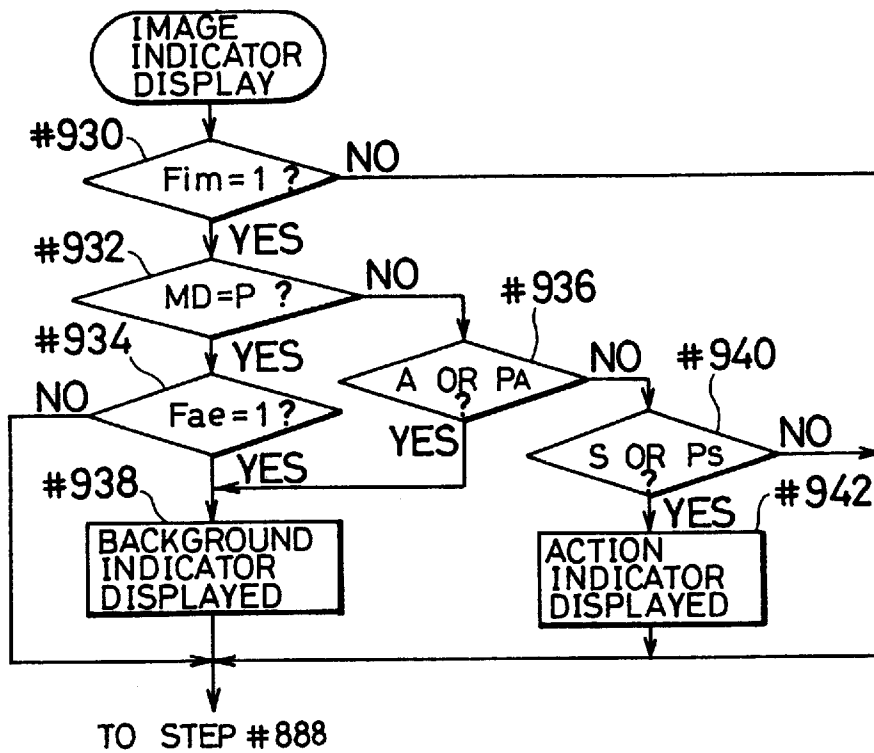 IMAGE
INDICATOR
DISPLAY
#930
Fim=1 ?
NO
YES
#932
MD=P ?
NO
#936
YES
#934
A OR PA
?
NO
#940
NO
Fae=1 ?
YES
S OR Ps
?
NO
YES
#938
YES
#942
BACKGROUND
INDICATOR
DISPLAYED
ACTION
INDICATOR
DISPLAYED
TO STEP #888